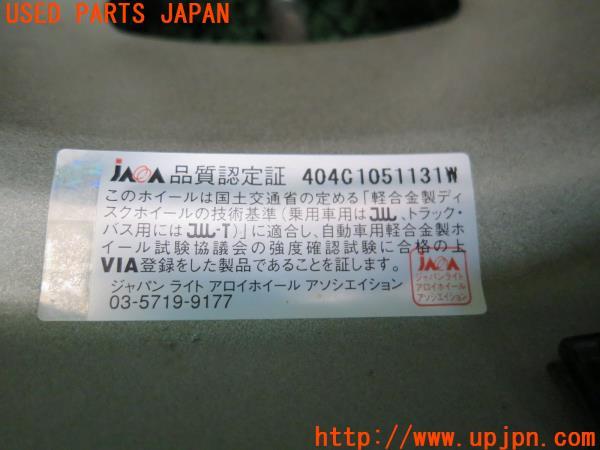 USED PARTS JAPAN
JAWA 品質認定証 404C1051131W
このホイールは国土交通省の定める「軽合金製ディ
スクホイールの技術基準(乗用車用はJWL、トラック・
バス用にはJWL-T)」に適合し、自動車用軽合金製ホ
イール試験協議会の強度確認試験に合格の上
VIA登録をした製品であることを証します。
ジャパン ライト アロイホイール アソシエイション
03-5719-9177
JAWA
ジャパンライト
アロイホイール
アソシエイション
http://www.upjpn.com/